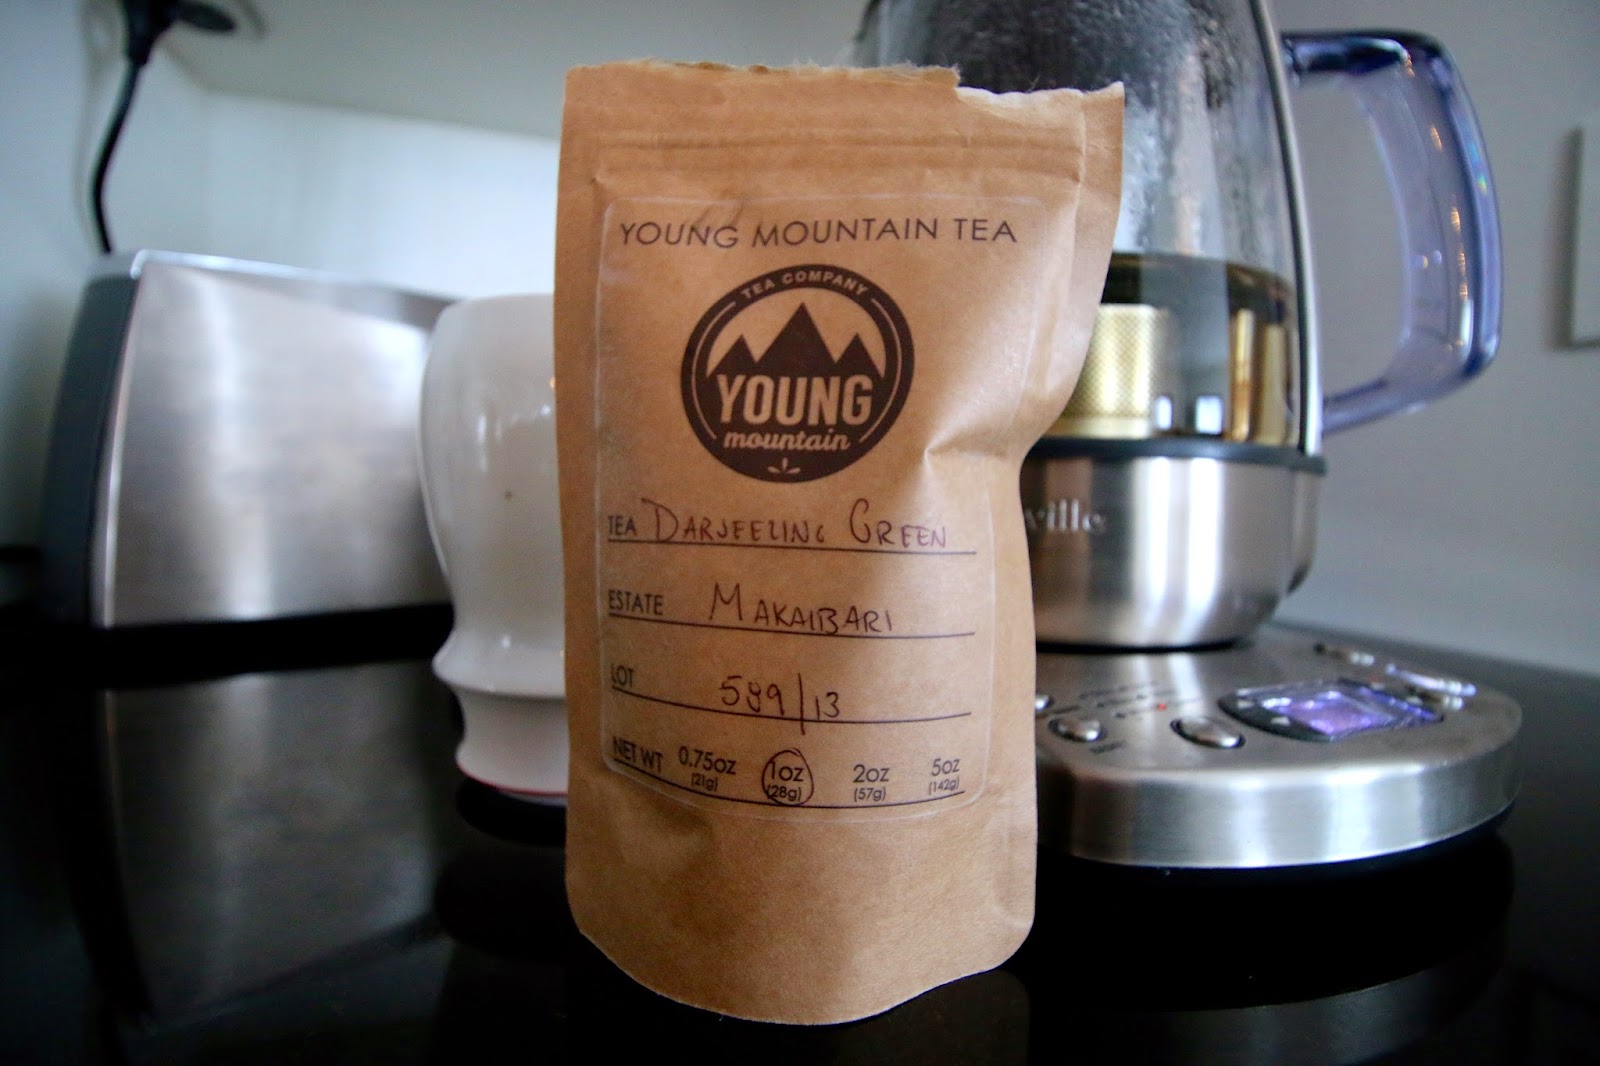 YOUNG MOUNTAIN TEA
TEA COMPANY
YOUNG
mountain
TEA DARJEELING GREEN
ESTATE MAKAIBARI
LOT 589/13
NET WT 0.75oz 1oz 2oz 5oz
(21g) (28g) (57g) (142g)